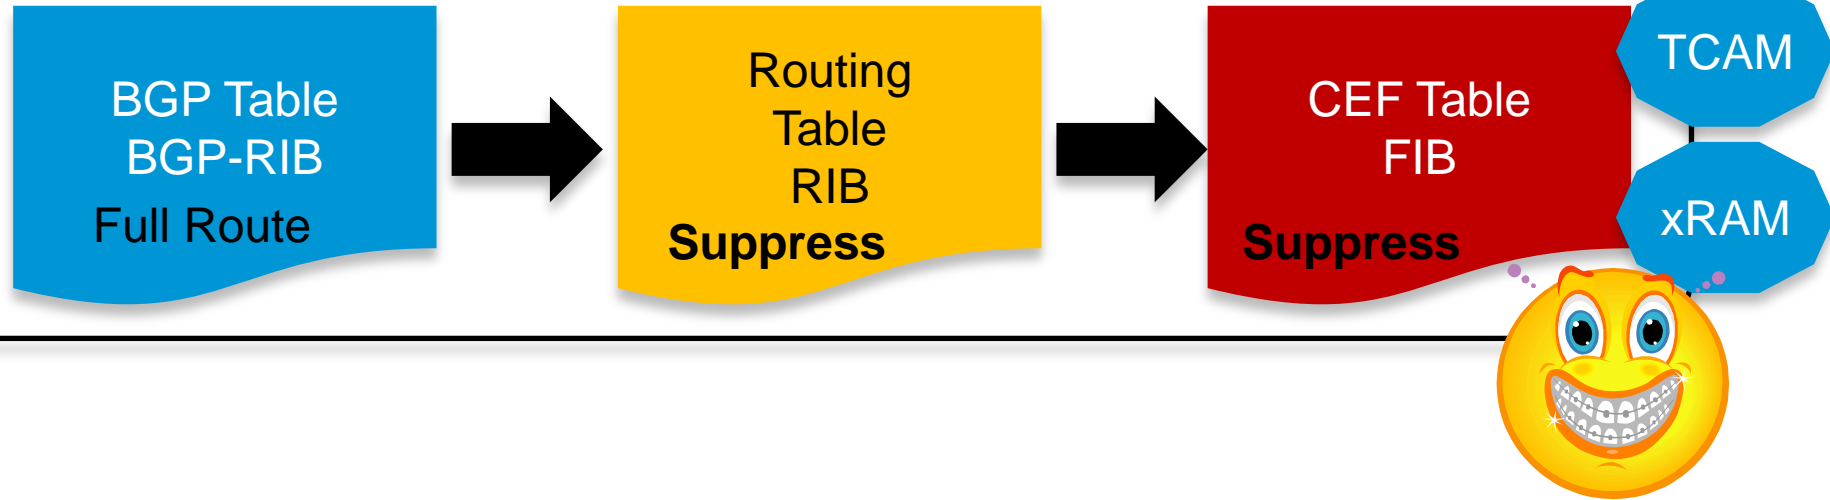 BGP Table
BGP-RIB
Full Route
Routing
Table
RIB
Suppress
CEF Table
FIB
Suppress
TCAM
xRAM